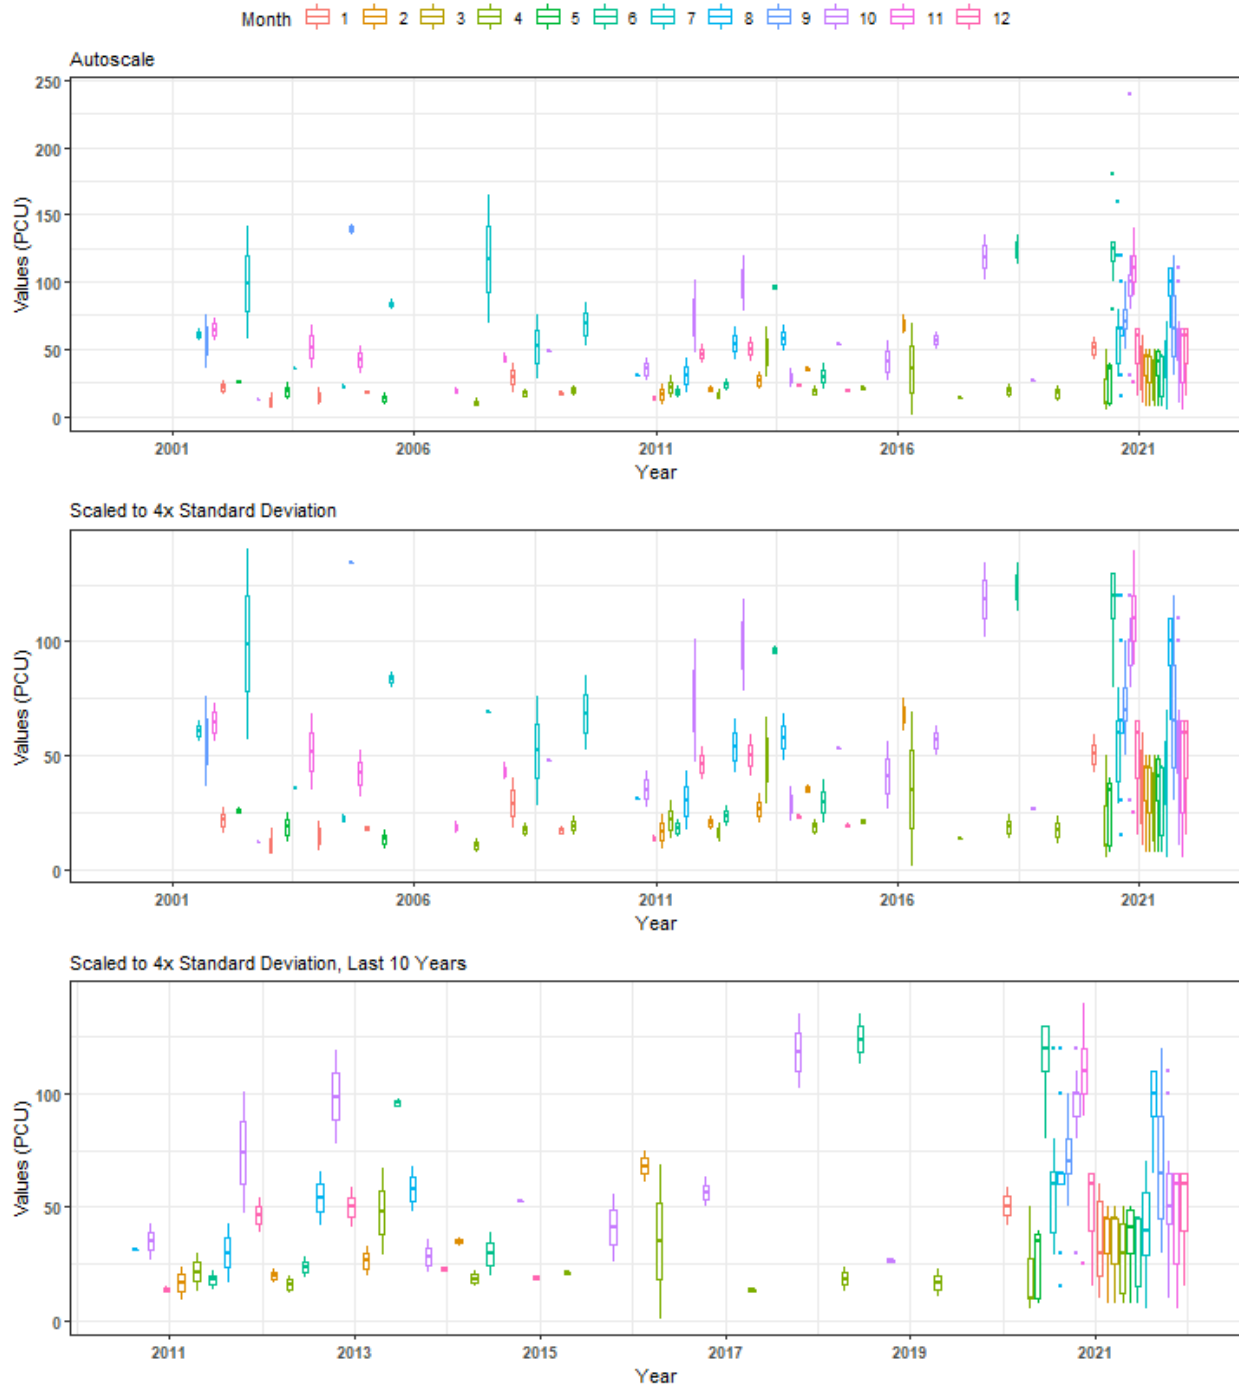 Month 1 2 3 4 5 6 7 8 9 10 11 12
Autoscale
Values (PCU)
250
200
150
100
50
0
2001 2006 2011 2016 2021
Year
Scaled to 4x Standard Deviation
Values (PCU)
100
50
0
2001 2006 2011 2016 2021
Year
Scaled to 4x Standard Deviation, Last 10 Years
Values (PCU)
100
50
0
2011 2013 2015 2017 2019 2021
Year